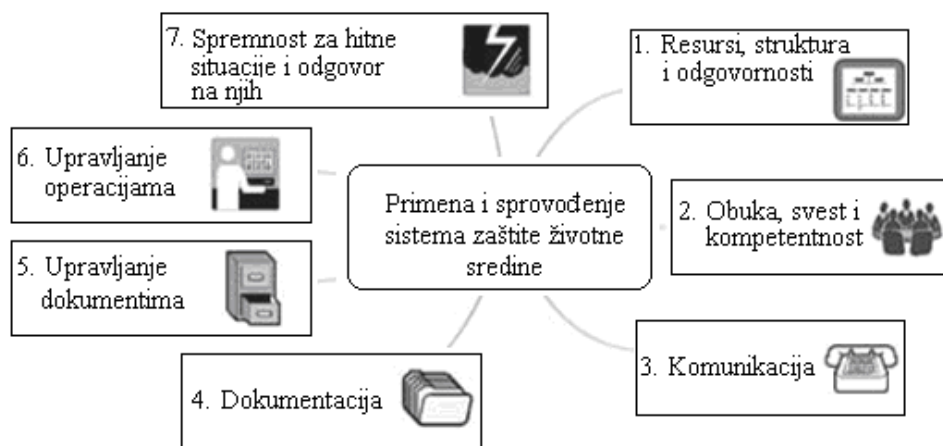 Primena i sprovođenje
sistema zaštite životne
sredine
1. Resursi, struktura
i odgovornosti
2. Obuka, svest i
kompetentnost
3. Komunikacija
4. Dokumentacija
5. Upravljanje
dokumentima
6. Upravljanje
operacijama
7. Spremnost za hitne
situacije i odgovor
na njih